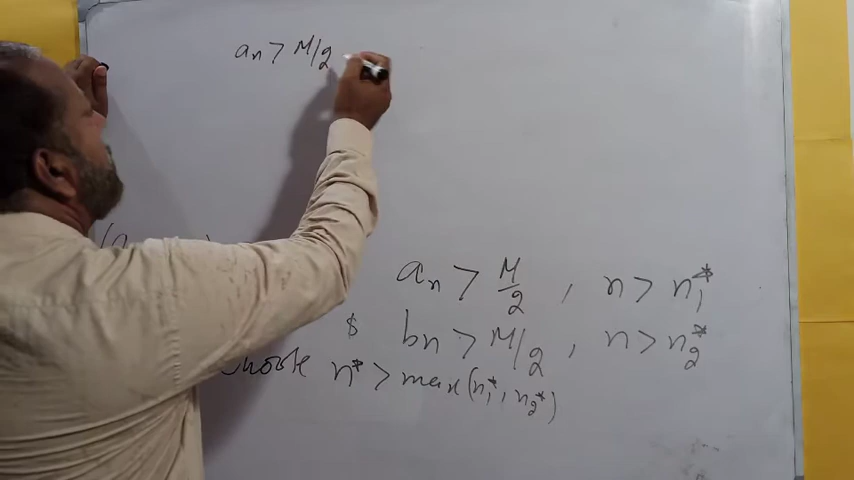 an > M/2
an > M/2 , n > n1*
$ bn > M/2 , n > n2*
choose n* > max(n1*, n2*)